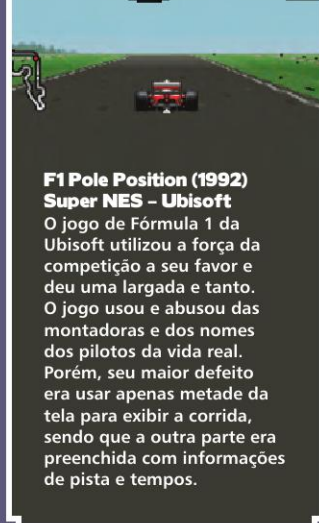 F1 Pole Position (1992)
Super NES – Ubisoft
O jogo de Fórmula 1 da
Ubisoft utilizou a força da
competição a seu favor e
deu uma largada e tanto.
O jogo usou e abusou das
montadoras e dos nomes
dos pilotos da vida real.
Porém, seu maior defeito
era usar apenas metade da
tela para exibir a corrida,
sendo que a outra parte era
preenchida com informações
de pista e tempos.